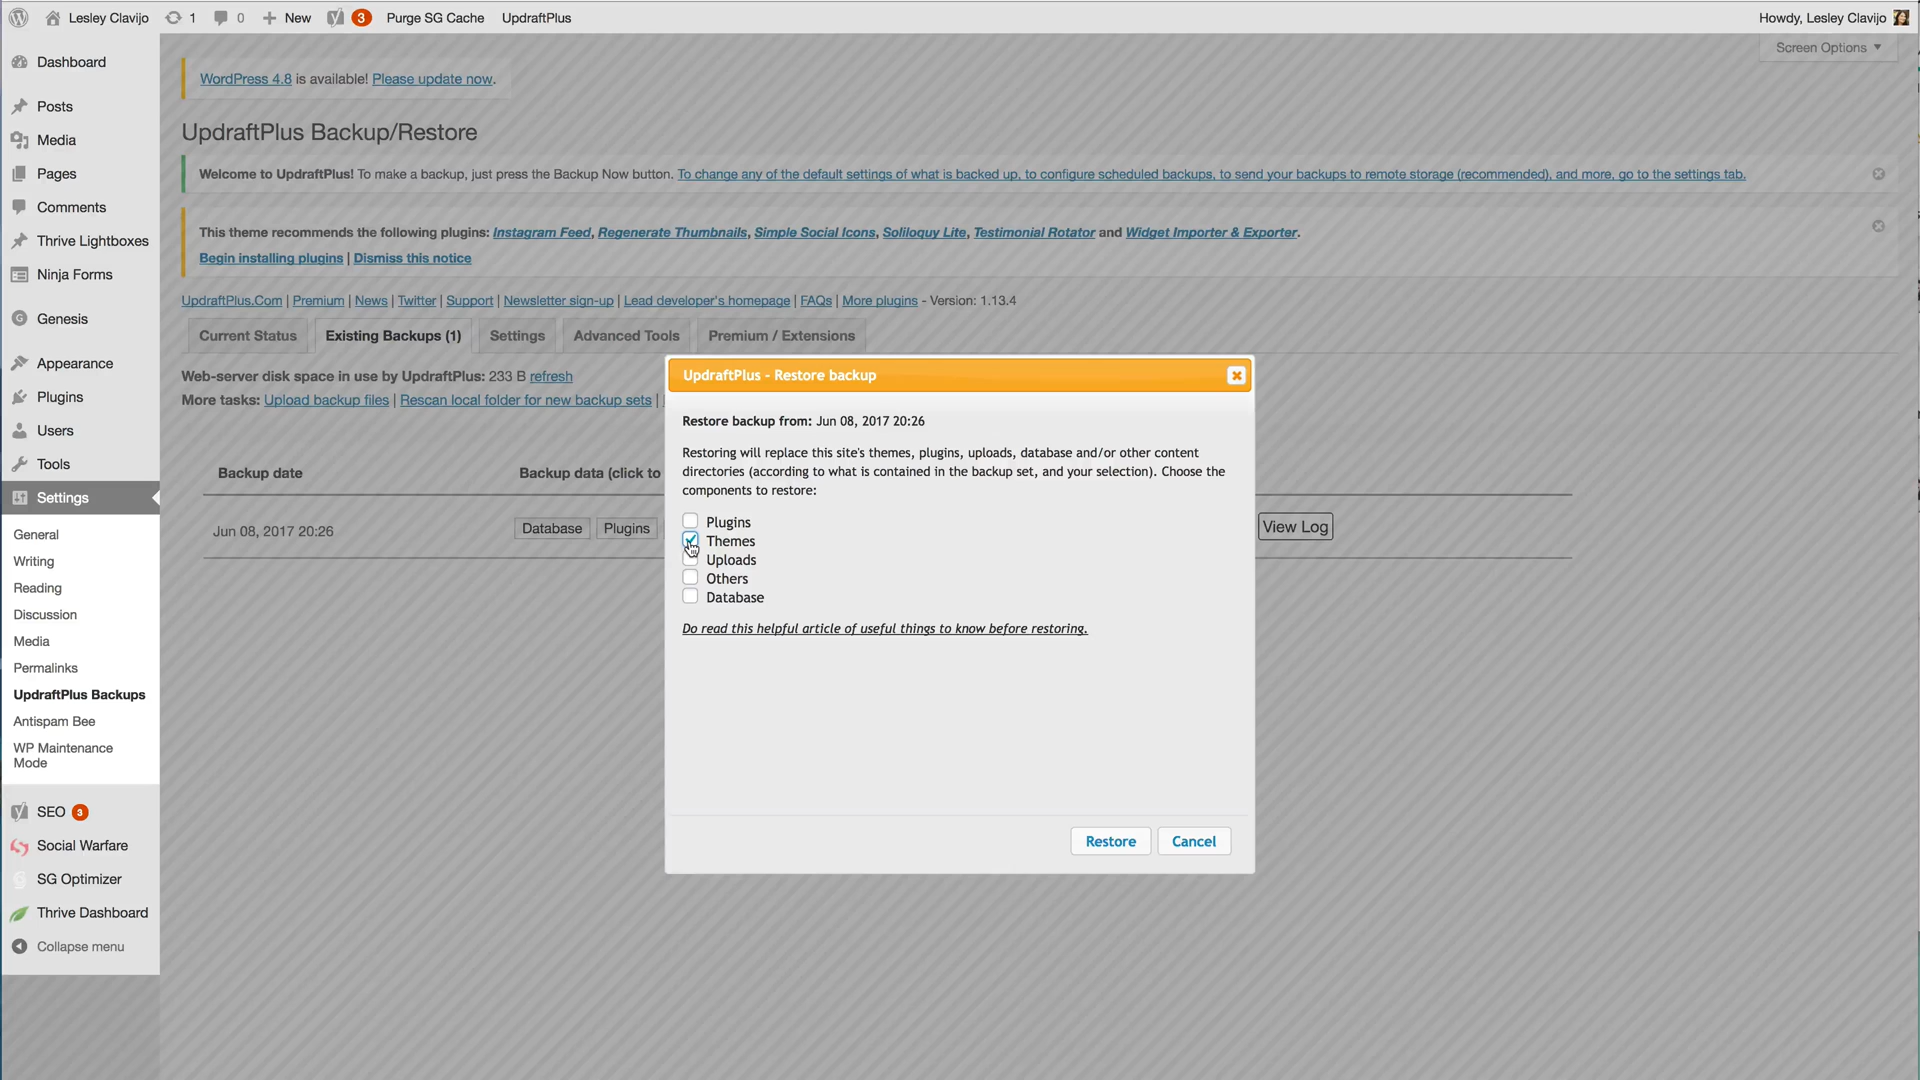 Lesley Clavijo 1 0 New 3 Purge SG Cache UpdraftPlus Howdy, Lesley Clavijo
Screen Options
Dashboard
Posts
Media
Pages
Comments
Thrive Lightboxes
Ninja Forms
Genesis
Appearance
Plugins
Users
Tools
Settings
General
Writing
Reading
Discussion
Media
Permalinks
UpdraftPlus Backups
Antispam Bee
WP Maintenance
Mode
SEO 3
Social Warfare
SG Optimizer
Thrive Dashboard
Collapse menu
WordPress 4.8 is available! Please update now.
UpdraftPlus Backup/Restore
Welcome to UpdraftPlus! To make a backup, just press the Backup Now button. To change any of the default settings of what is backed up, to configure scheduled backups, to send your backups to remote storage (recommended), and more, go to the settings tab.
This theme recommends the following plugins: Instagram Feed, Regenerate Thumbnails, Simple Social Icons, Soliloquy Lite, Testimonial Rotator and Widget Importer & Exporter.
Begin installing plugins | Dismiss this notice
UpdraftPlus.Com | Premium | News | Twitter | Support | Newsletter sign-up | Lead developer's homepage | FAQs | More plugins - Version: 1.13.4
Current Status Existing Backups (1) Settings Advanced Tools Premium / Extensions
Web-server disk space in use by UpdraftPlus: 233 B refresh
More tasks: Upload backup files | Rescan local folder for new backup sets |
Backup date Backup data (click to
Jun 08, 2017 20:26 Database Plugins View Log
UpdraftPlus - Restore backup
Restore backup from: Jun 08, 2017 20:26
Restoring will replace this site's themes, plugins, uploads, database and/or other content
directories (according to what is contained in the backup set, and your selection). Choose the
components to restore:
Plugins
Themes
Uploads
Others
Database
Do read this helpful article of useful things to know before restoring.
Restore Cancel